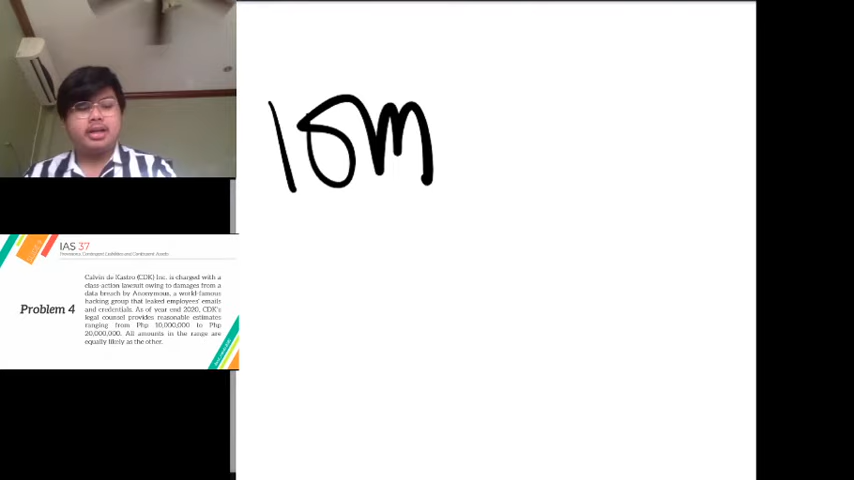 10m
IAS 37
Provisions, Contingent Liabilities and Contingent Assets
Problem 4
Calvin de Kastro (CDK) Inc. is charged with a
class action lawsuit owing to damages from a
data breach by Anonymous, a world-famous
hacking group that leaked employees' emails
and credentials. As of year end 2020, CDK's
legal counsel provides reasonable estimates
ranging from Php 10,000,000 to Php
20,000,000. All amounts in the range are
equally likely as the other.